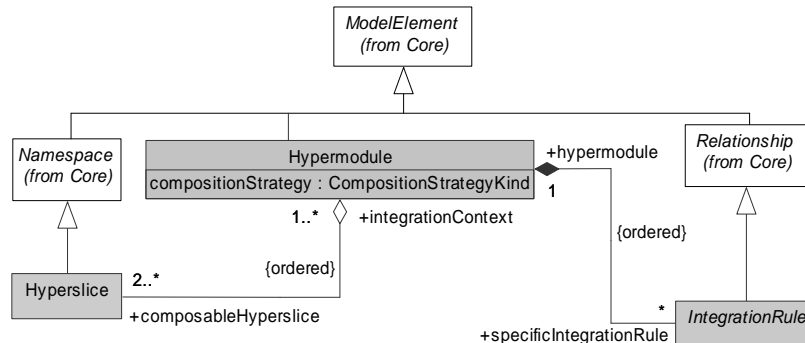 ModelElement
(from Core)
Namespace
(from Core)
Hypermodule
compositionStrategy : CompositionStrategyKind
+hypermodule
1
Relationship
(from Core)
1..*
+integrationContext
{ordered}
{ordered}
Hyperslice
2..*
+composableHyperslice
*
+specificIntegrationRule
IntegrationRule